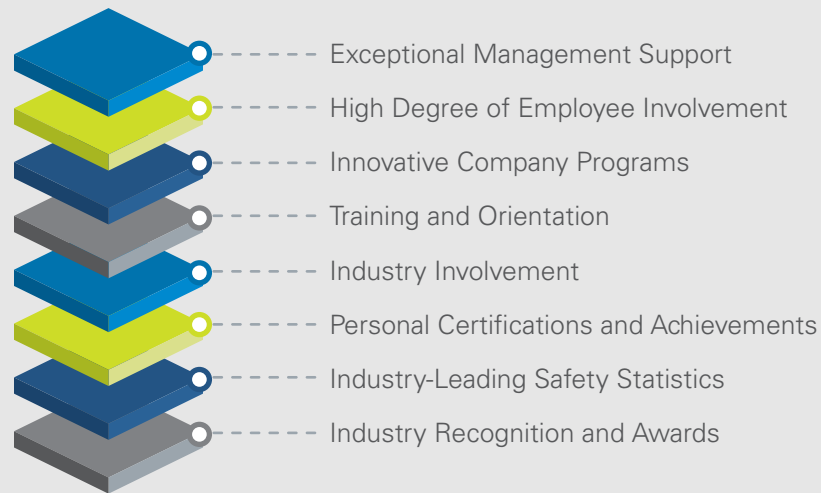 Exceptional Management Support
High Degree of Employee Involvement
Innovative Company Programs
Training and Orientation
Industry Involvement
Personal Certifications and Achievements
Industry-Leading Safety Statistics
Industry Recognition and Awards